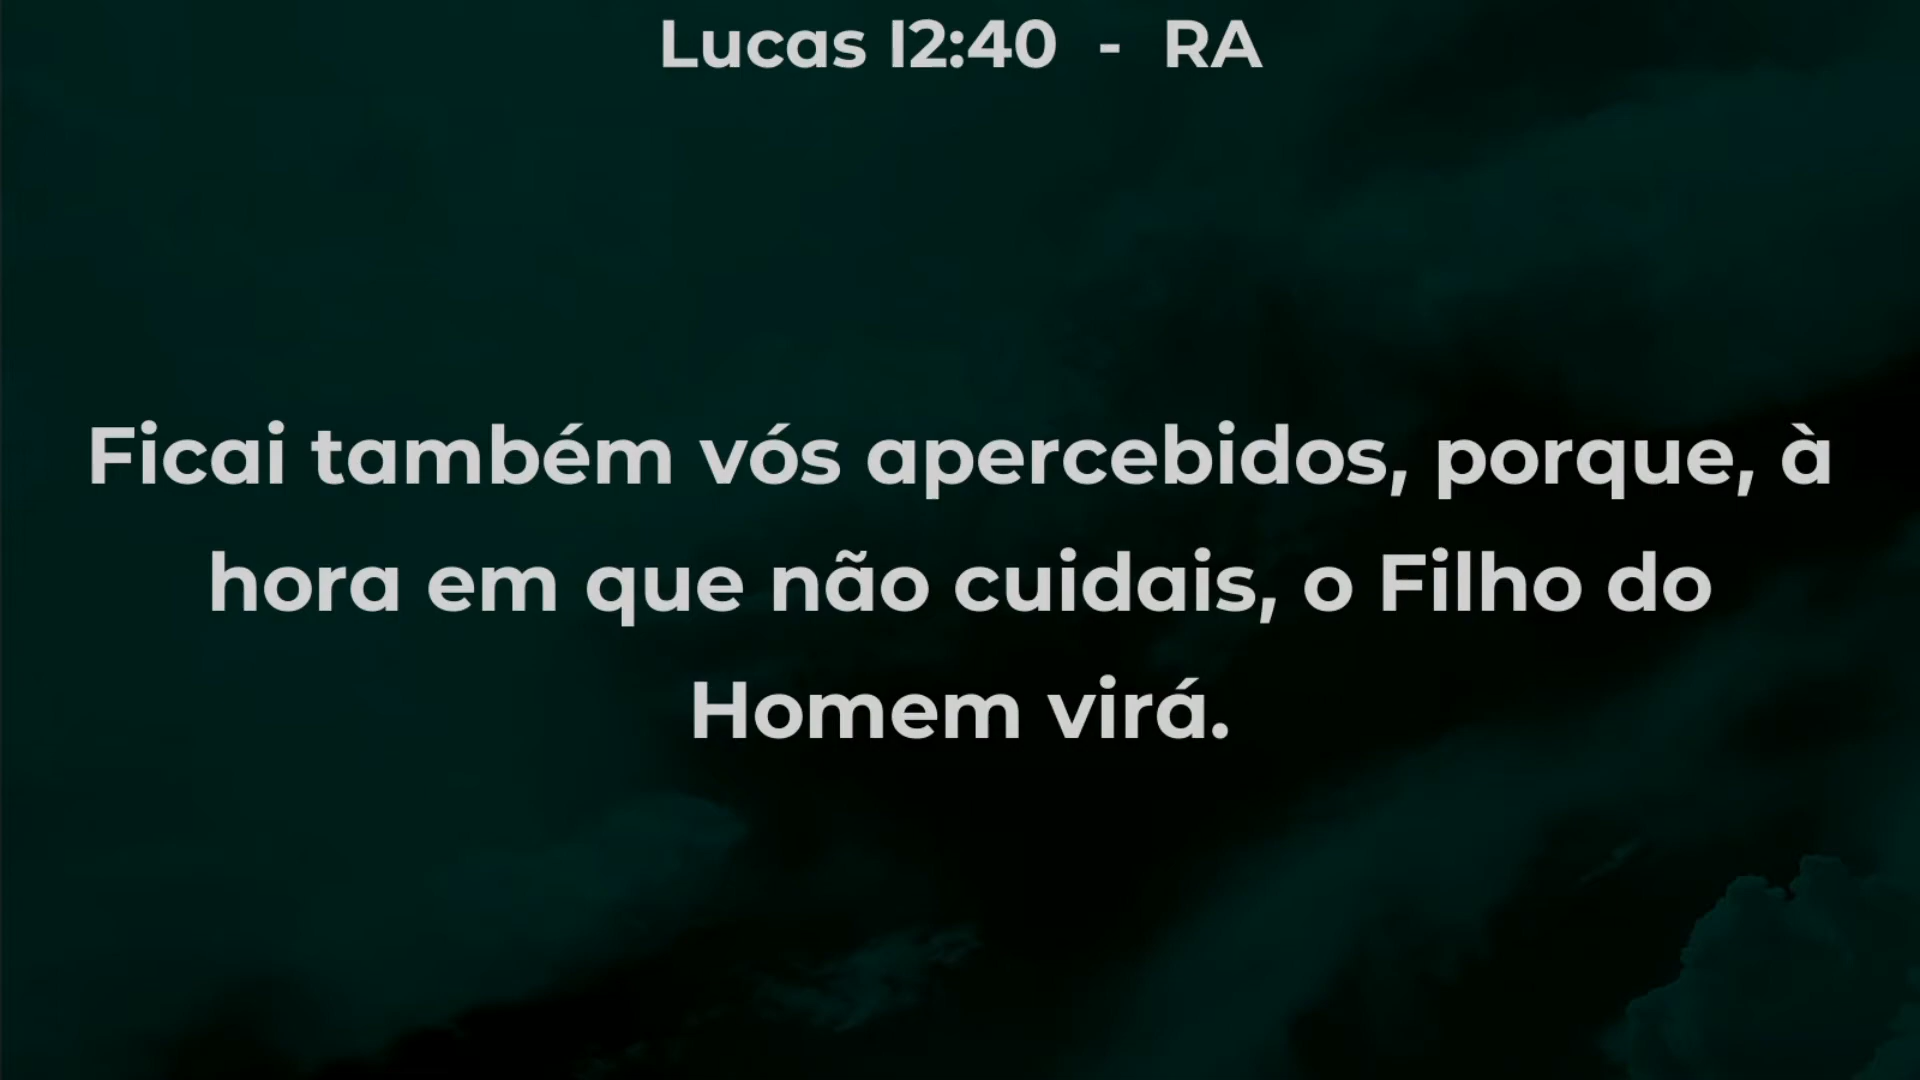 Lucas 12:40 - RA
Ficai também vós apercebidos, porque, à
hora em que não cuidais, o Filho do
Homem virá.